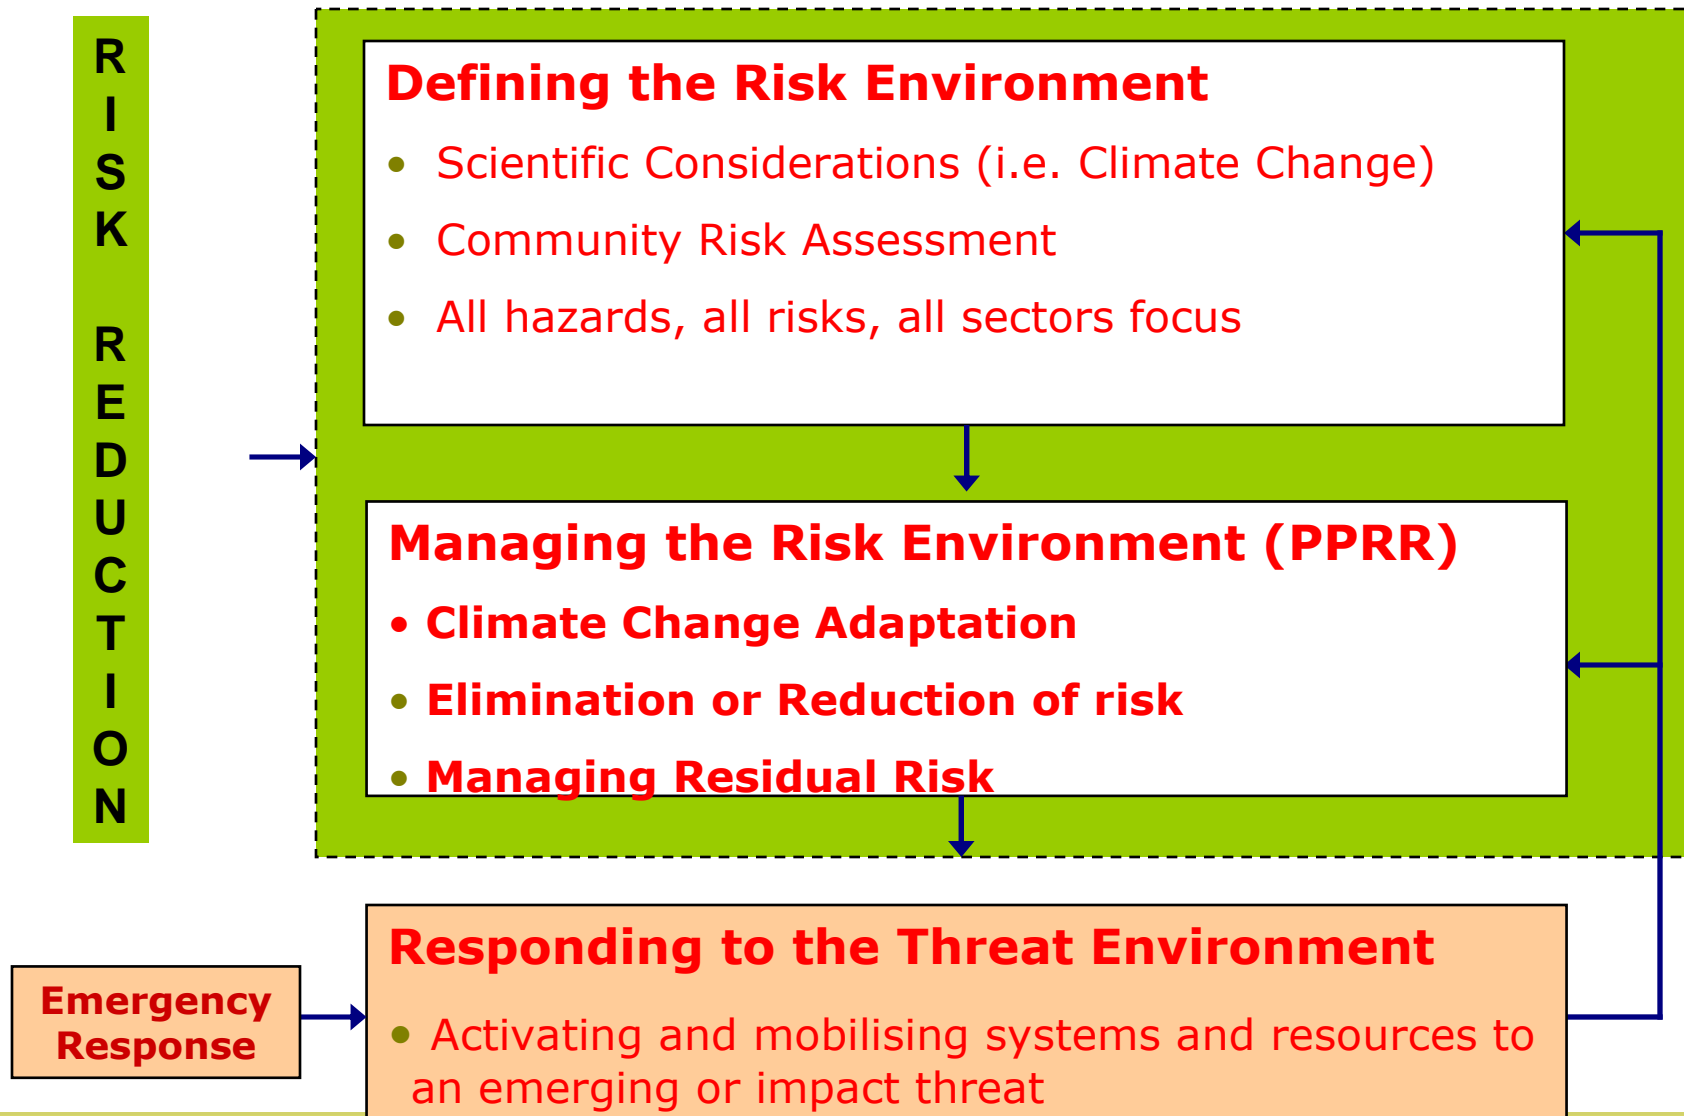 RISK REDUCTION
Defining the Risk Environment
• Scientific Considerations (i.e. Climate Change)
• Community Risk Assessment
• All hazards, all risks, all sectors focus
Managing the Risk Environment (PPRR)
• Climate Change Adaptation
• Elimination or Reduction of risk
• Managing Residual Risk
Emergency
Response
Responding to the Threat Environment
• Activating and mobilising systems and resources to
an emerging or impact threat